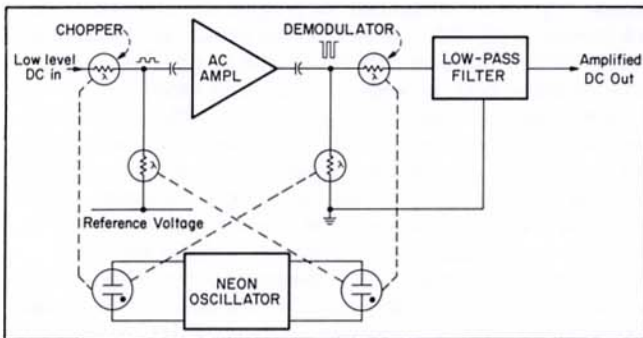 CHOPPER
DEMODULATOR
Low level
DC in
AC
AMPL
LOW-PASS
FILTER
Amplified
DC Out
λ
λ
λ
λ
Reference Voltage
NEON
OSCILLATOR